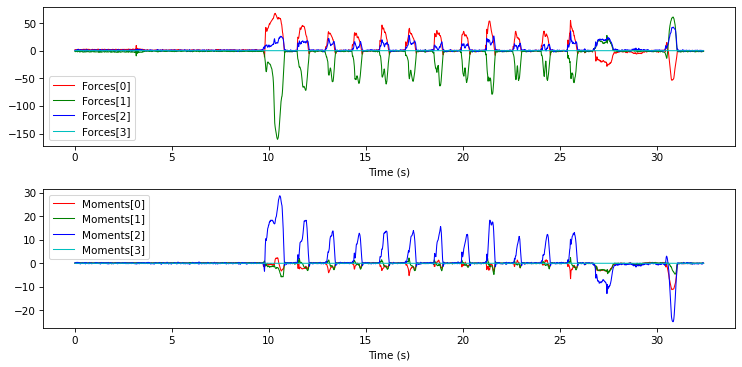 50
0
−50
−100
−150
Forces[0]
Forces[1]
Forces[2]
Forces[3]
0 5 10 15 20 25 30
Time (s)
30
20
10
0
−10
−20
Moments[0]
Moments[1]
Moments[2]
Moments[3]
0 5 10 15 20 25 30
Time (s)